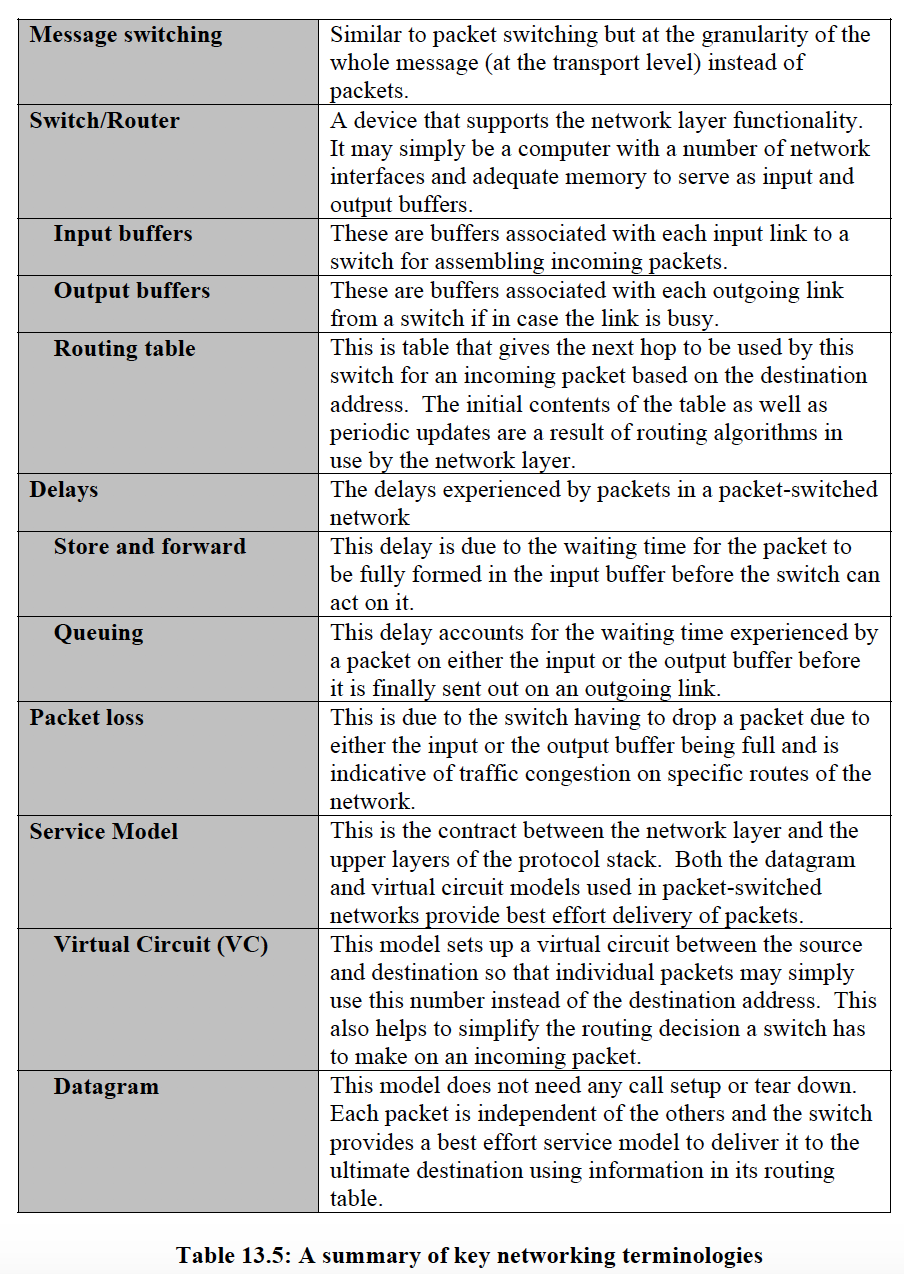 Message switching
Similar to packet switching but at the granularity of the
whole message (at the transport level) instead of
packets.
Switch/Router
A device that supports the network layer functionality.
It may simply be a computer with a number of network
interfaces and adequate memory to serve as input and
output buffers.
Input buffers
These are buffers associated with each input link to a
switch for assembling incoming packets.
Output buffers
These are buffers associated with each outgoing link
from a switch if in case the link is busy.
Routing table
This is table that gives the next hop to be used by this
switch for an incoming packet based on the destination
address.  The initial contents of the table as well as
periodic updates are a result of routing algorithms in
use by the network layer.
Delays
The delays experienced by packets in a packet-switched
network
Store and forward
This delay is due to the waiting time for the packet to
be fully formed in the input buffer before the switch can
act on it.
Queuing
This delay accounts for the waiting time experienced by
a packet on either the input or the output buffer before
it is finally sent out on an outgoing link.
Packet loss
This is due to the switch having to drop a packet due to
either the input or the output buffer being full and is
indicative of traffic congestion on specific routes of the
network.
Service Model
This is the contract between the network layer and the
upper layers of the protocol stack.  Both the datagram
and virtual circuit models used in packet-switched
networks provide best effort delivery of packets.
Virtual Circuit (VC)
This model sets up a virtual circuit between the source
and destination so that individual packets may simply
use this number instead of the destination address.  This
also helps to simplify the routing decision a switch has
to make on an incoming packet.
Datagram
This model does not need any call setup or tear down.
Each packet is independent of the others and the switch
provides a best effort service model to deliver it to the
ultimate destination using information in its routing
table.
Table 13.5: A summary of key networking terminologies